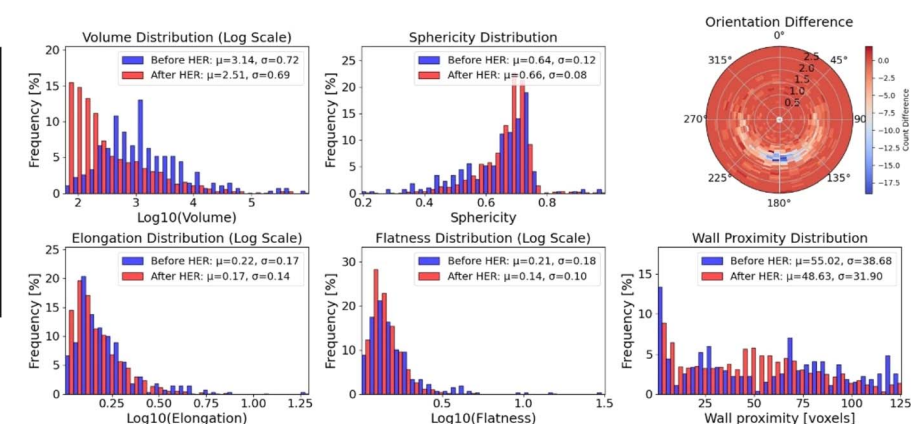 Volume Distribution (Log Scale)
Before HER: μ=3.14, σ=0.72
After HER: μ=2.51, σ=0.69
Frequency [%]
20
15
10
5
0
2
3
4
5
Log10(Volume)
Sphericity Distribution
Before HER: μ=0.64, σ=0.12
After HER: μ=0.66, σ=0.08
Frequency [%]
25
20
15
10
5
0
0.2
0.4
0.6
0.8
Sphericity
Orientation Difference
0°
315°
45°
270°
90
225°
135°
180°
2.5
2.0
1.5
1.0
0.5
0.0
−2.5
−5.0
−7.5
−10.0
−12.5
−15.0
−17.5
Count Difference
Elongation Distribution (Log Scale)
Before HER: μ=0.22, σ=0.17
After HER: μ=0.17, σ=0.14
Frequency [%]
25
20
15
10
5
0
0.25
0.50
0.75
1.00
1.25
Log10(Elongation)
Flatness Distribution (Log Scale)
Before HER: μ=0.21, σ=0.18
After HER: μ=0.14, σ=0.10
Frequency [%]
30
20
10
0
0.5
1.0
1.5
Log10(Flatness)
Wall Proximity Distribution
Before HER: μ=55.02, σ=38.68
After HER: μ=48.63, σ=31.90
Frequency [%]
15
10
5
0
25
50
75
100
125
Wall proximity [voxels]